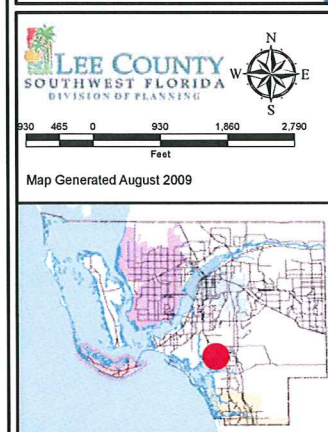 N
LEE COUNTY
W E
SOUTHWEST FLORIDA
DIVISION OF PLANNING
S
930 465 0 930 1,860 2,790
Feet
Map Generated August 2009